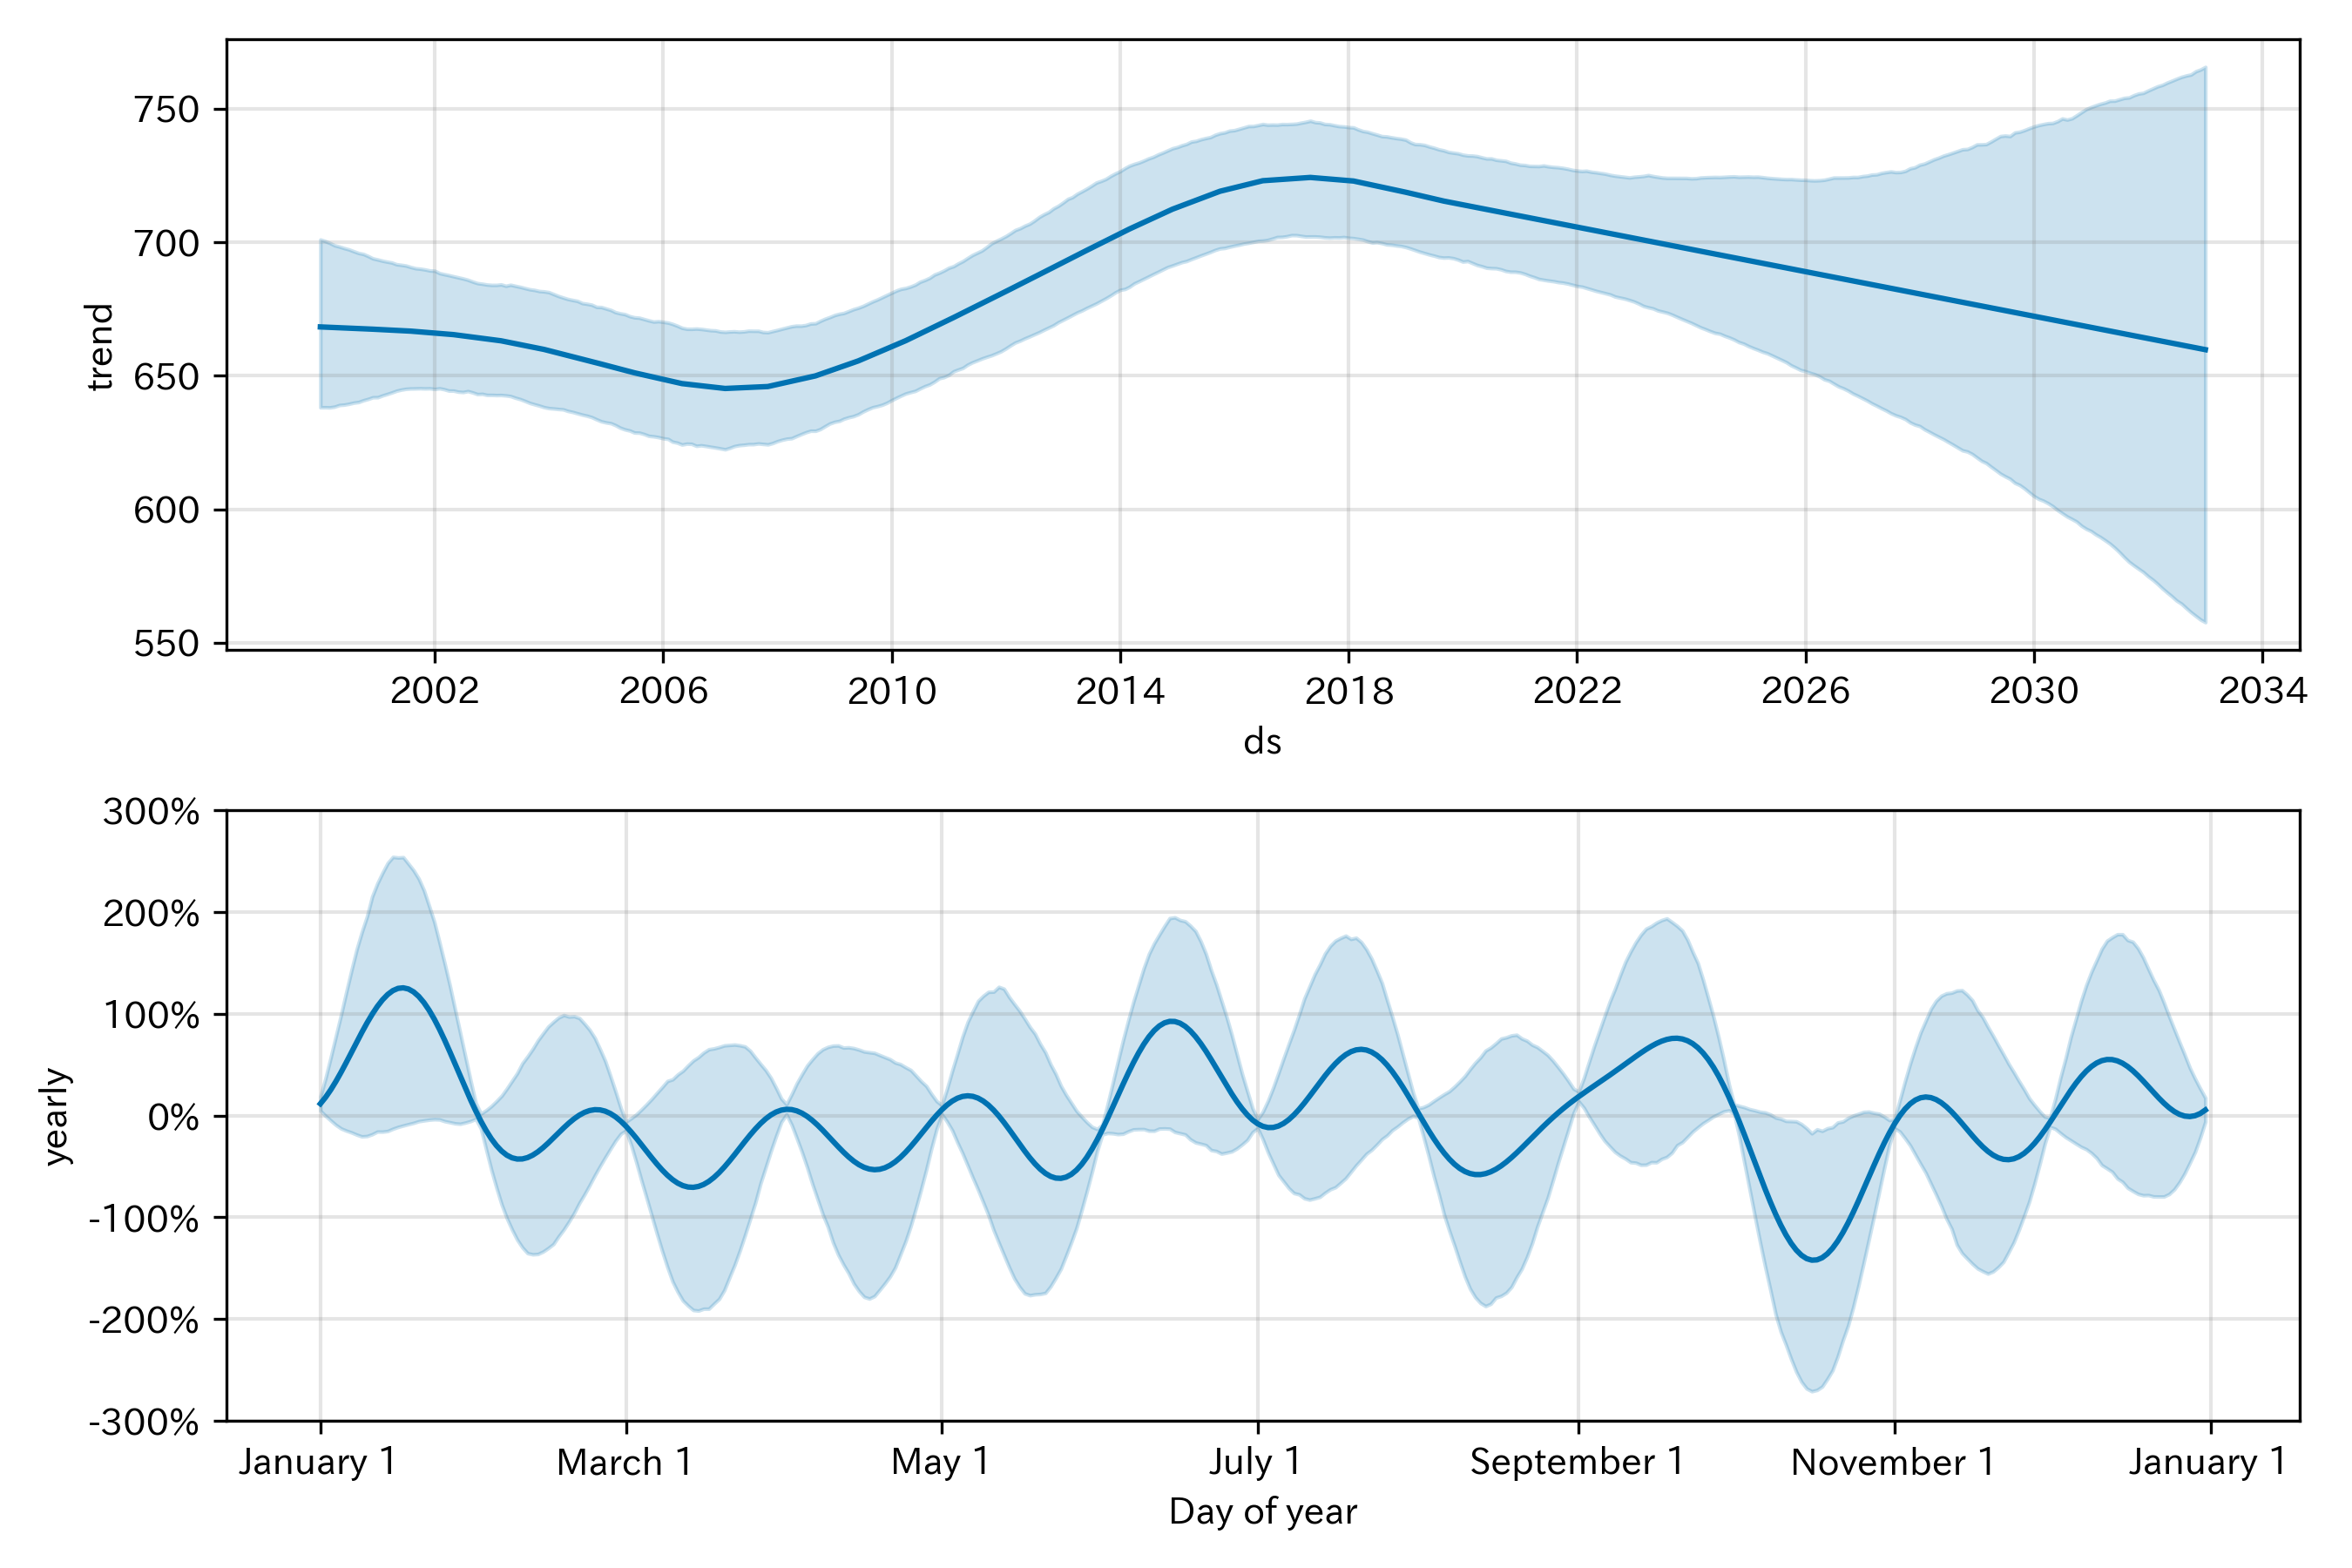 750
700
650
600
550
trend
2002 2006 2010 2014 2018 2022 2026 2030 2034
ds
300%
200%
100%
0%
-100%
-200%
-300%
yearly
January 1 March 1 May 1 July 1 September 1 November 1 January 1
Day of year